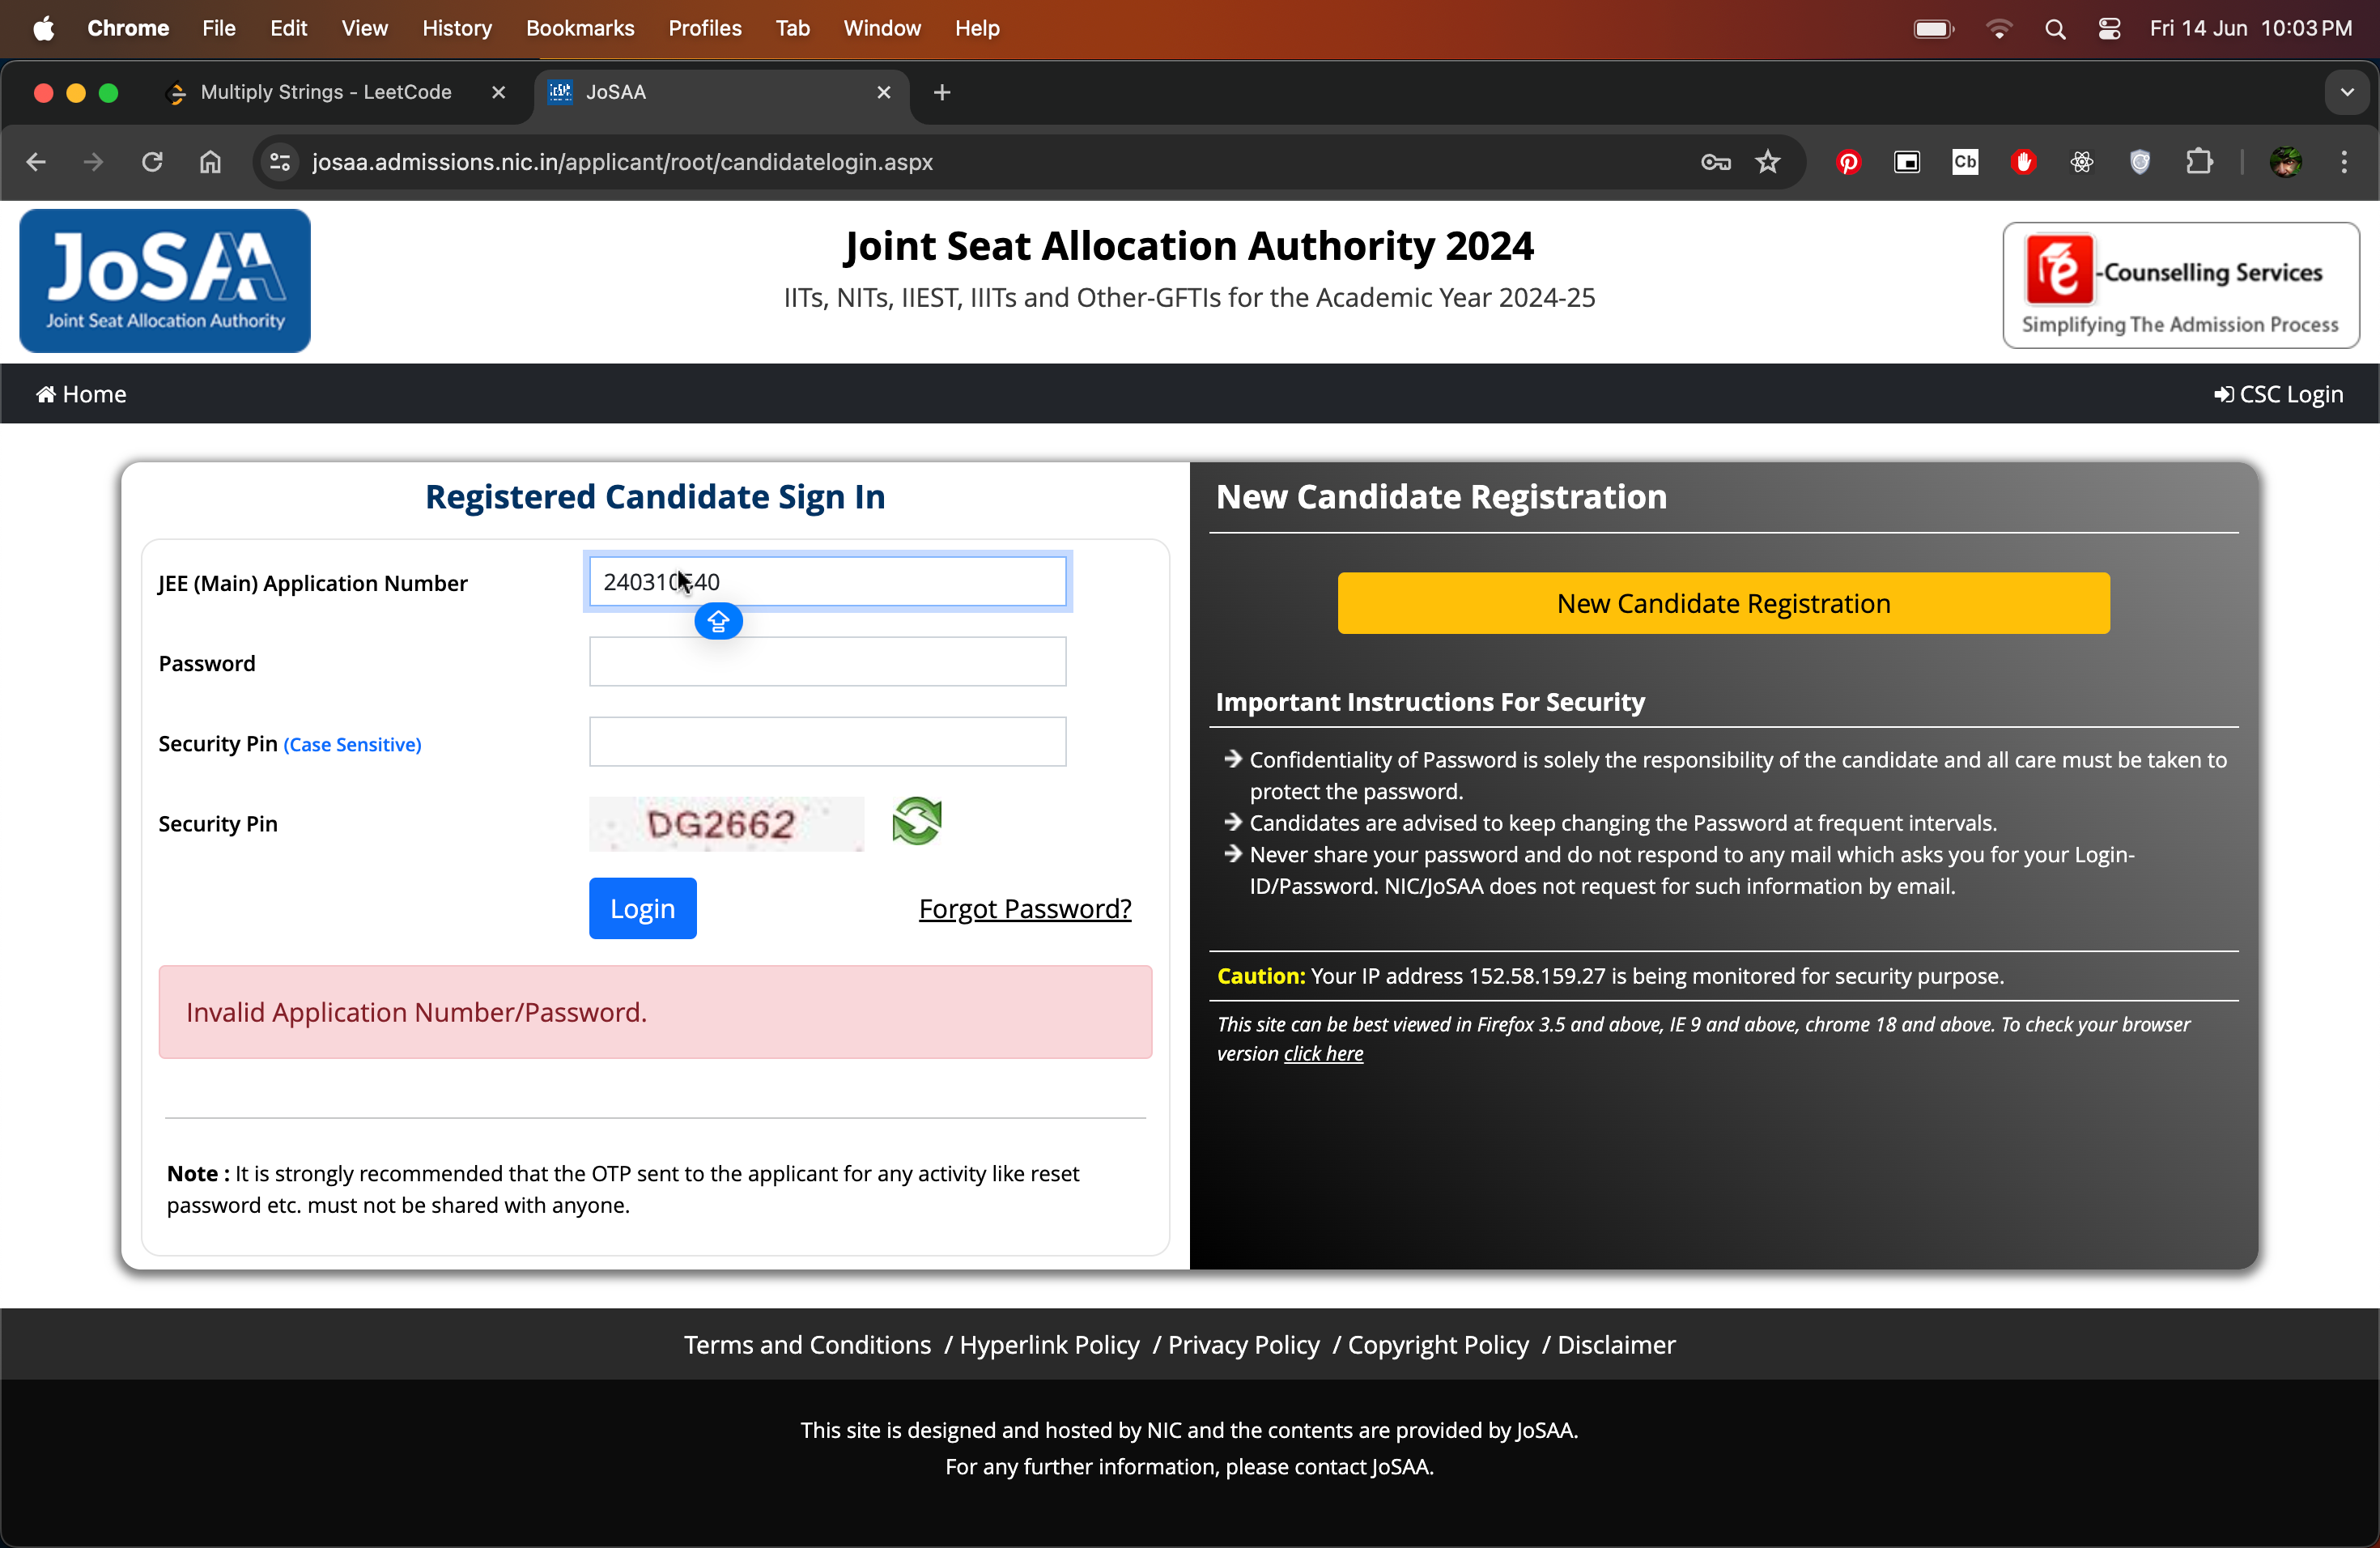 Chrome File Edit View History Bookmarks Profiles Tab Window Help Fri 14 Jun 10:03 PM
Multiply Strings - LeetCode JoSAA
josaa.admissions.nic.in/applicant/root/candidatelogin.aspx Cb
JoSAA
Joint Seat Allocation Authority
Joint Seat Allocation Authority 2024
IITs, NITs, IIEST, IIITs and Other-GFTIs for the Academic Year 2024-25
e-Counselling Services
Simplifying The Admission Process
Home CSC Login
Registered Candidate Sign In
JEE (Main) Application Number
Password
Security Pin (Case Sensitive)
Security Pin DG2662
Login Forgot Password?
Invalid Application Number/Password.
Note : It is strongly recommended that the OTP sent to the applicant for any activity like reset
password etc. must not be shared with anyone.
New Candidate Registration
New Candidate Registration
Important Instructions For Security
Confidentiality of Password is solely the responsibility of the candidate and all care must be taken to
protect the password.
Candidates are advised to keep changing the Password at frequent intervals.
Never share your password and do not respond to any mail which asks you for your Login-
ID/Password. NIC/JoSAA does not request for such information by email.
Caution: Your IP address 152.58.159.27 is being monitored for security purpose.
This site can be best viewed in Firefox 3.5 and above, IE 9 and above, chrome 18 and above. To check your browser
version click here
Terms and Conditions / Hyperlink Policy / Privacy Policy / Copyright Policy / Disclaimer
This site is designed and hosted by NIC and the contents are provided by JoSAA.
For any further information, please contact JoSAA.